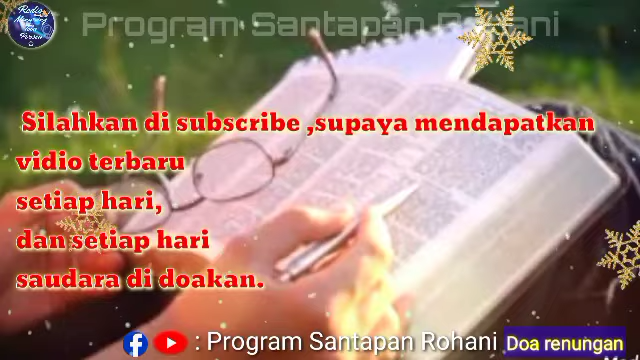 Program Santapan Rohani
Silahkan di subscribe ,supaya mendapatkan
vidio terbaru
setiap hari,
dan setiap hari
saudara di doakan.
: Program Santapan Rohani
Doa renungan